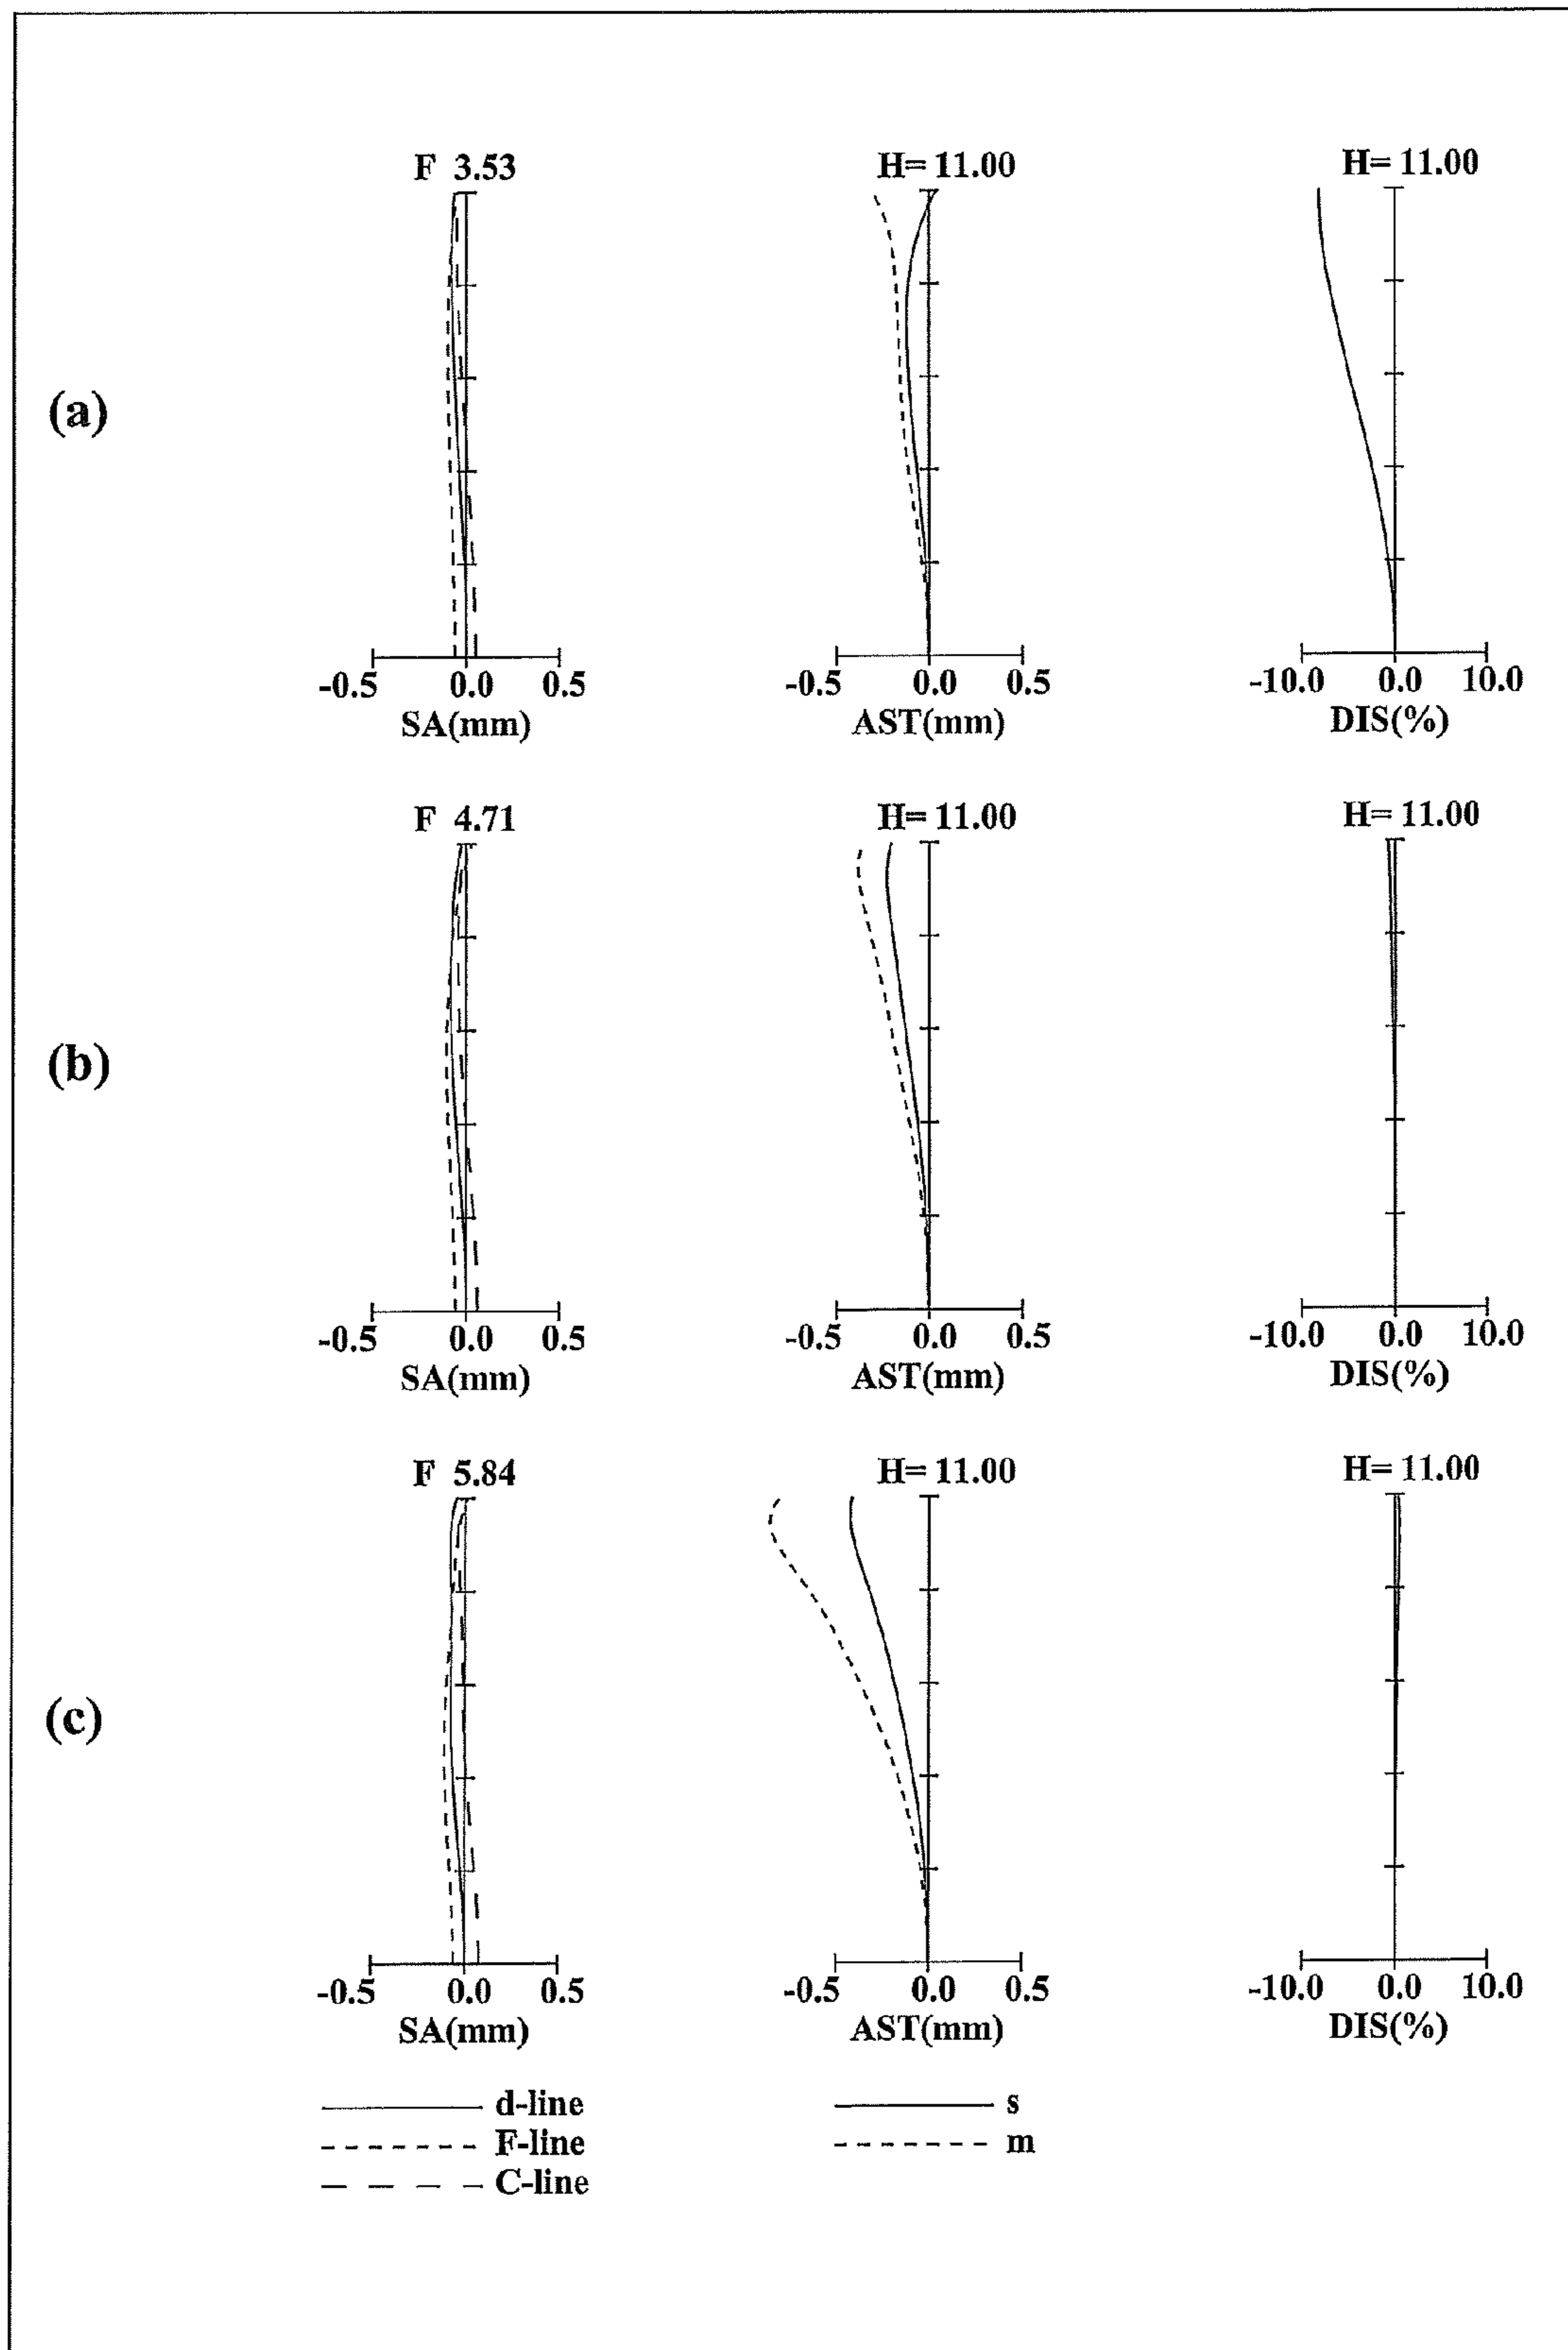 F 3.53
H= 11.00
H= 11.00
(a)
-0.5 0.0 0.5
-0.5 0.0 0.5
-10.0 0.0 10.0
SA(mm)
AST(mm)
DIS(%)
F 4.71
H= 11.00
H= 11.00
(b)
-0.5 0.0 0.5
-0.5 0.0 0.5
-10.0 0.0 10.0
SA(mm)
AST(mm)
DIS(%)
F 5.84
H= 11.00
H= 11.00
(c)
-0.5 0.0 0.5
-0.5 0.0 0.5
-10.0 0.0 10.0
SA(mm)
AST(mm)
DIS(%)
d-line
F-line
C-line
s
m